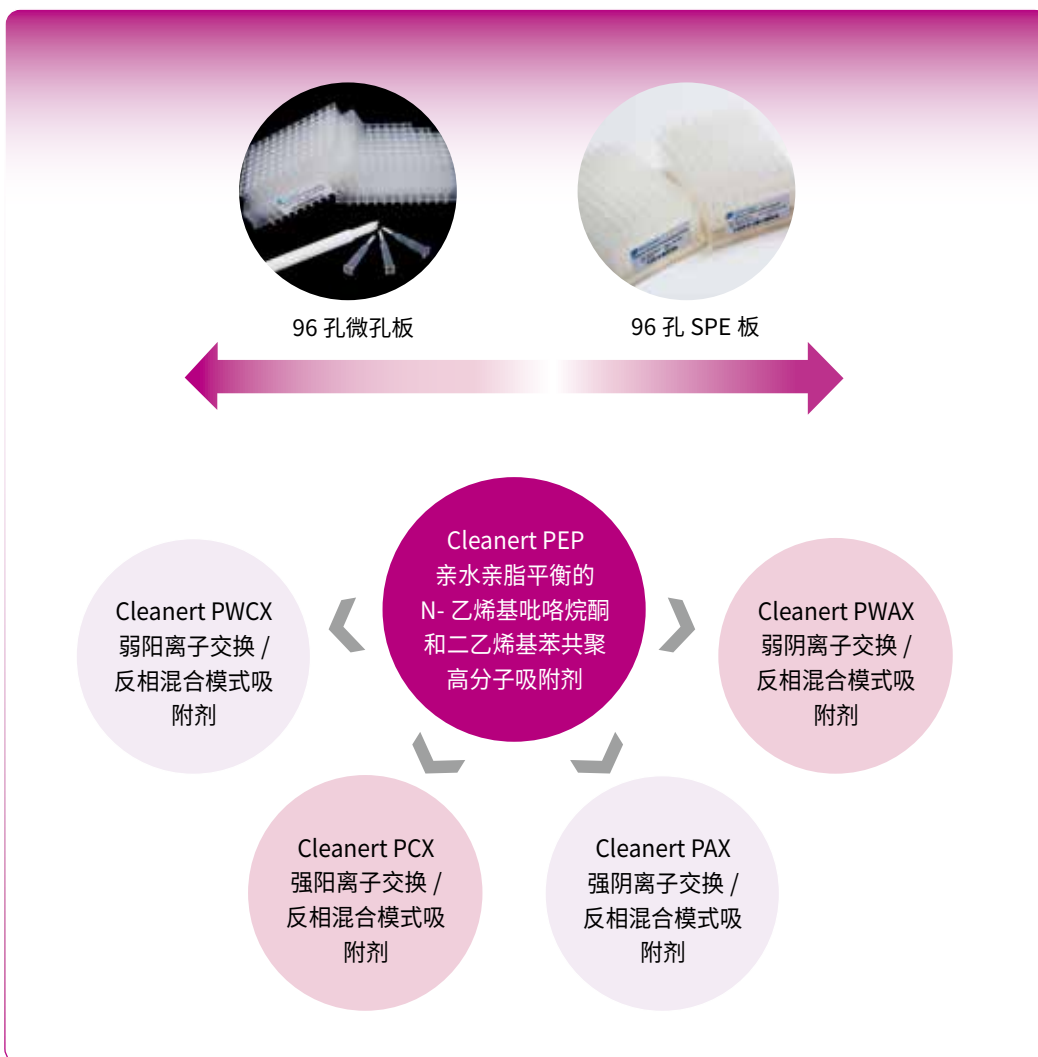 96 孔微孔板
96 孔 SPE 板
Cleanert PEP
亲水亲脂平衡的
N- 乙烯基吡咯烷酮
和二乙烯基苯共聚
高分子吸附剂
Cleanert PWCX
弱阳离子交换 /
反相混合模式吸
附剂
Cleanert PWAX
弱阴离子交换 /
反相混合模式吸
附剂
Cleanert PCX
强阳离子交换 /
反相混合模式吸
附剂
Cleanert PAX
强阴离子交换 /
反相混合模式吸
附剂